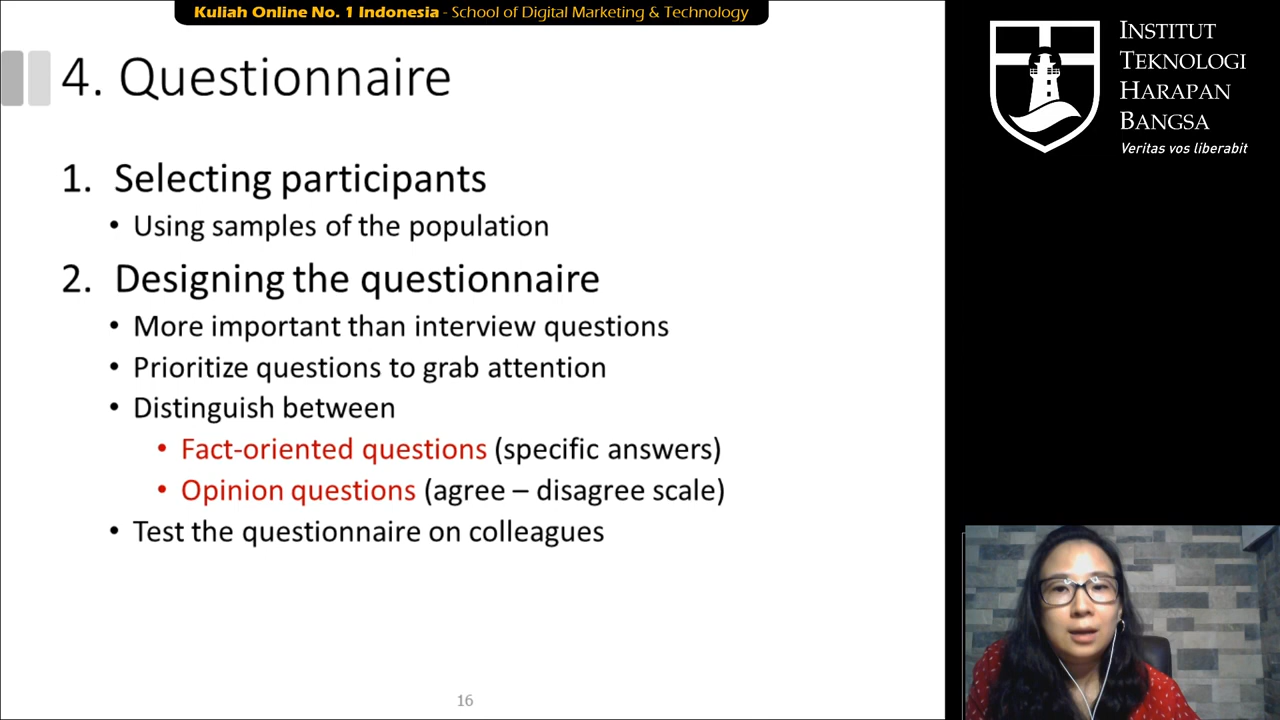 Kuliah Online No. 1 Indonesia - School of Digital Marketing & Technology
4. Questionnaire
1. Selecting participants
• Using samples of the population
2. Designing the questionnaire
• More important than interview questions
• Prioritize questions to grab attention
• Distinguish between
• Fact-oriented questions (specific answers)
• Opinion questions (agree – disagree scale)
• Test the questionnaire on colleagues
16
INSTITUT
TEKNOLOGI
HARAPAN
BANGSA
Veritas vos liberabit